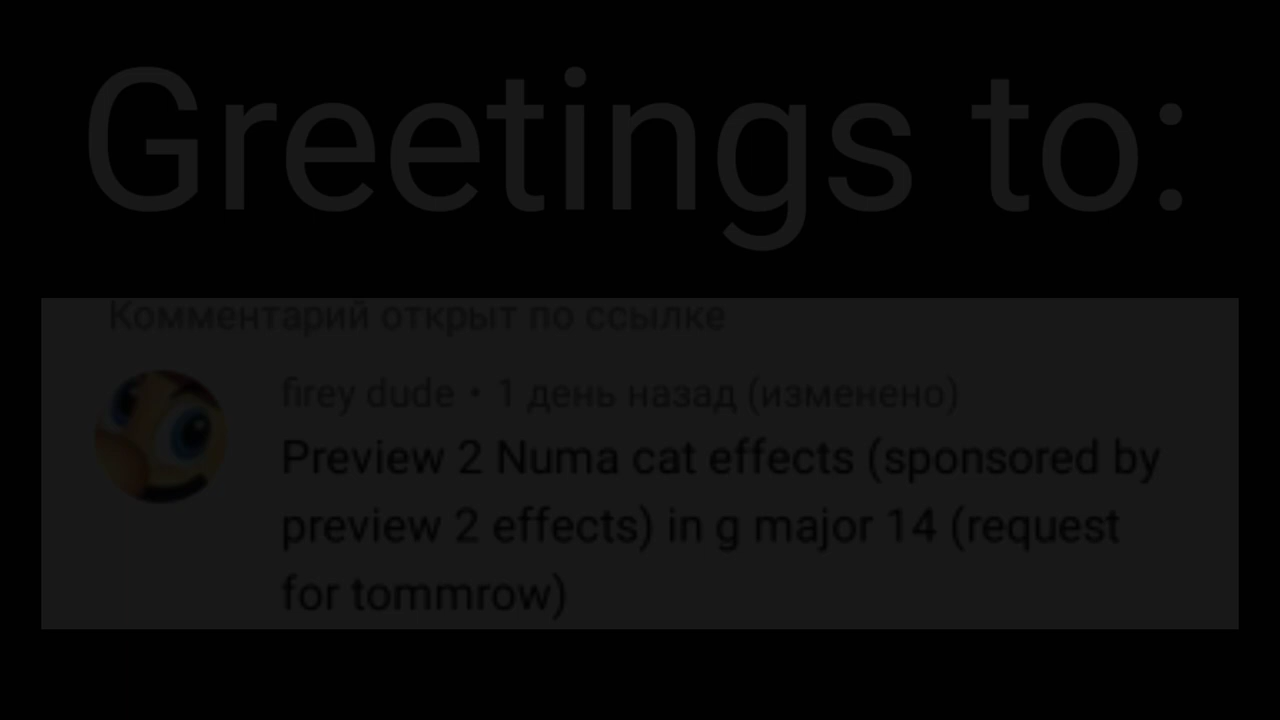 Greetings to:
Комментарий открыт по ссылке
firey dude • 1 день назад (изменено)
Preview 2 Numa cat effects (sponsored by
preview 2 effects) in g major 14 (request
for tommrow)